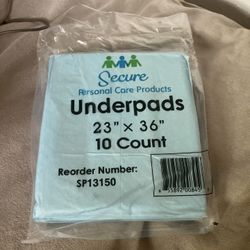 Secure
Personal Care Products
Underpads
23" x 36"
10 Count
Reorder Number:
SP13150